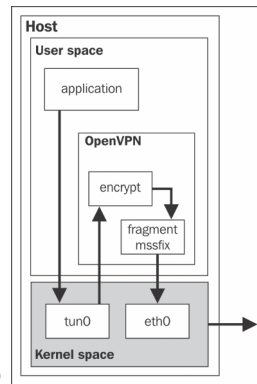 Host
User space
application
OpenVPN
encrypt
fragment
mssfix
tun0
eth0
Kernel space